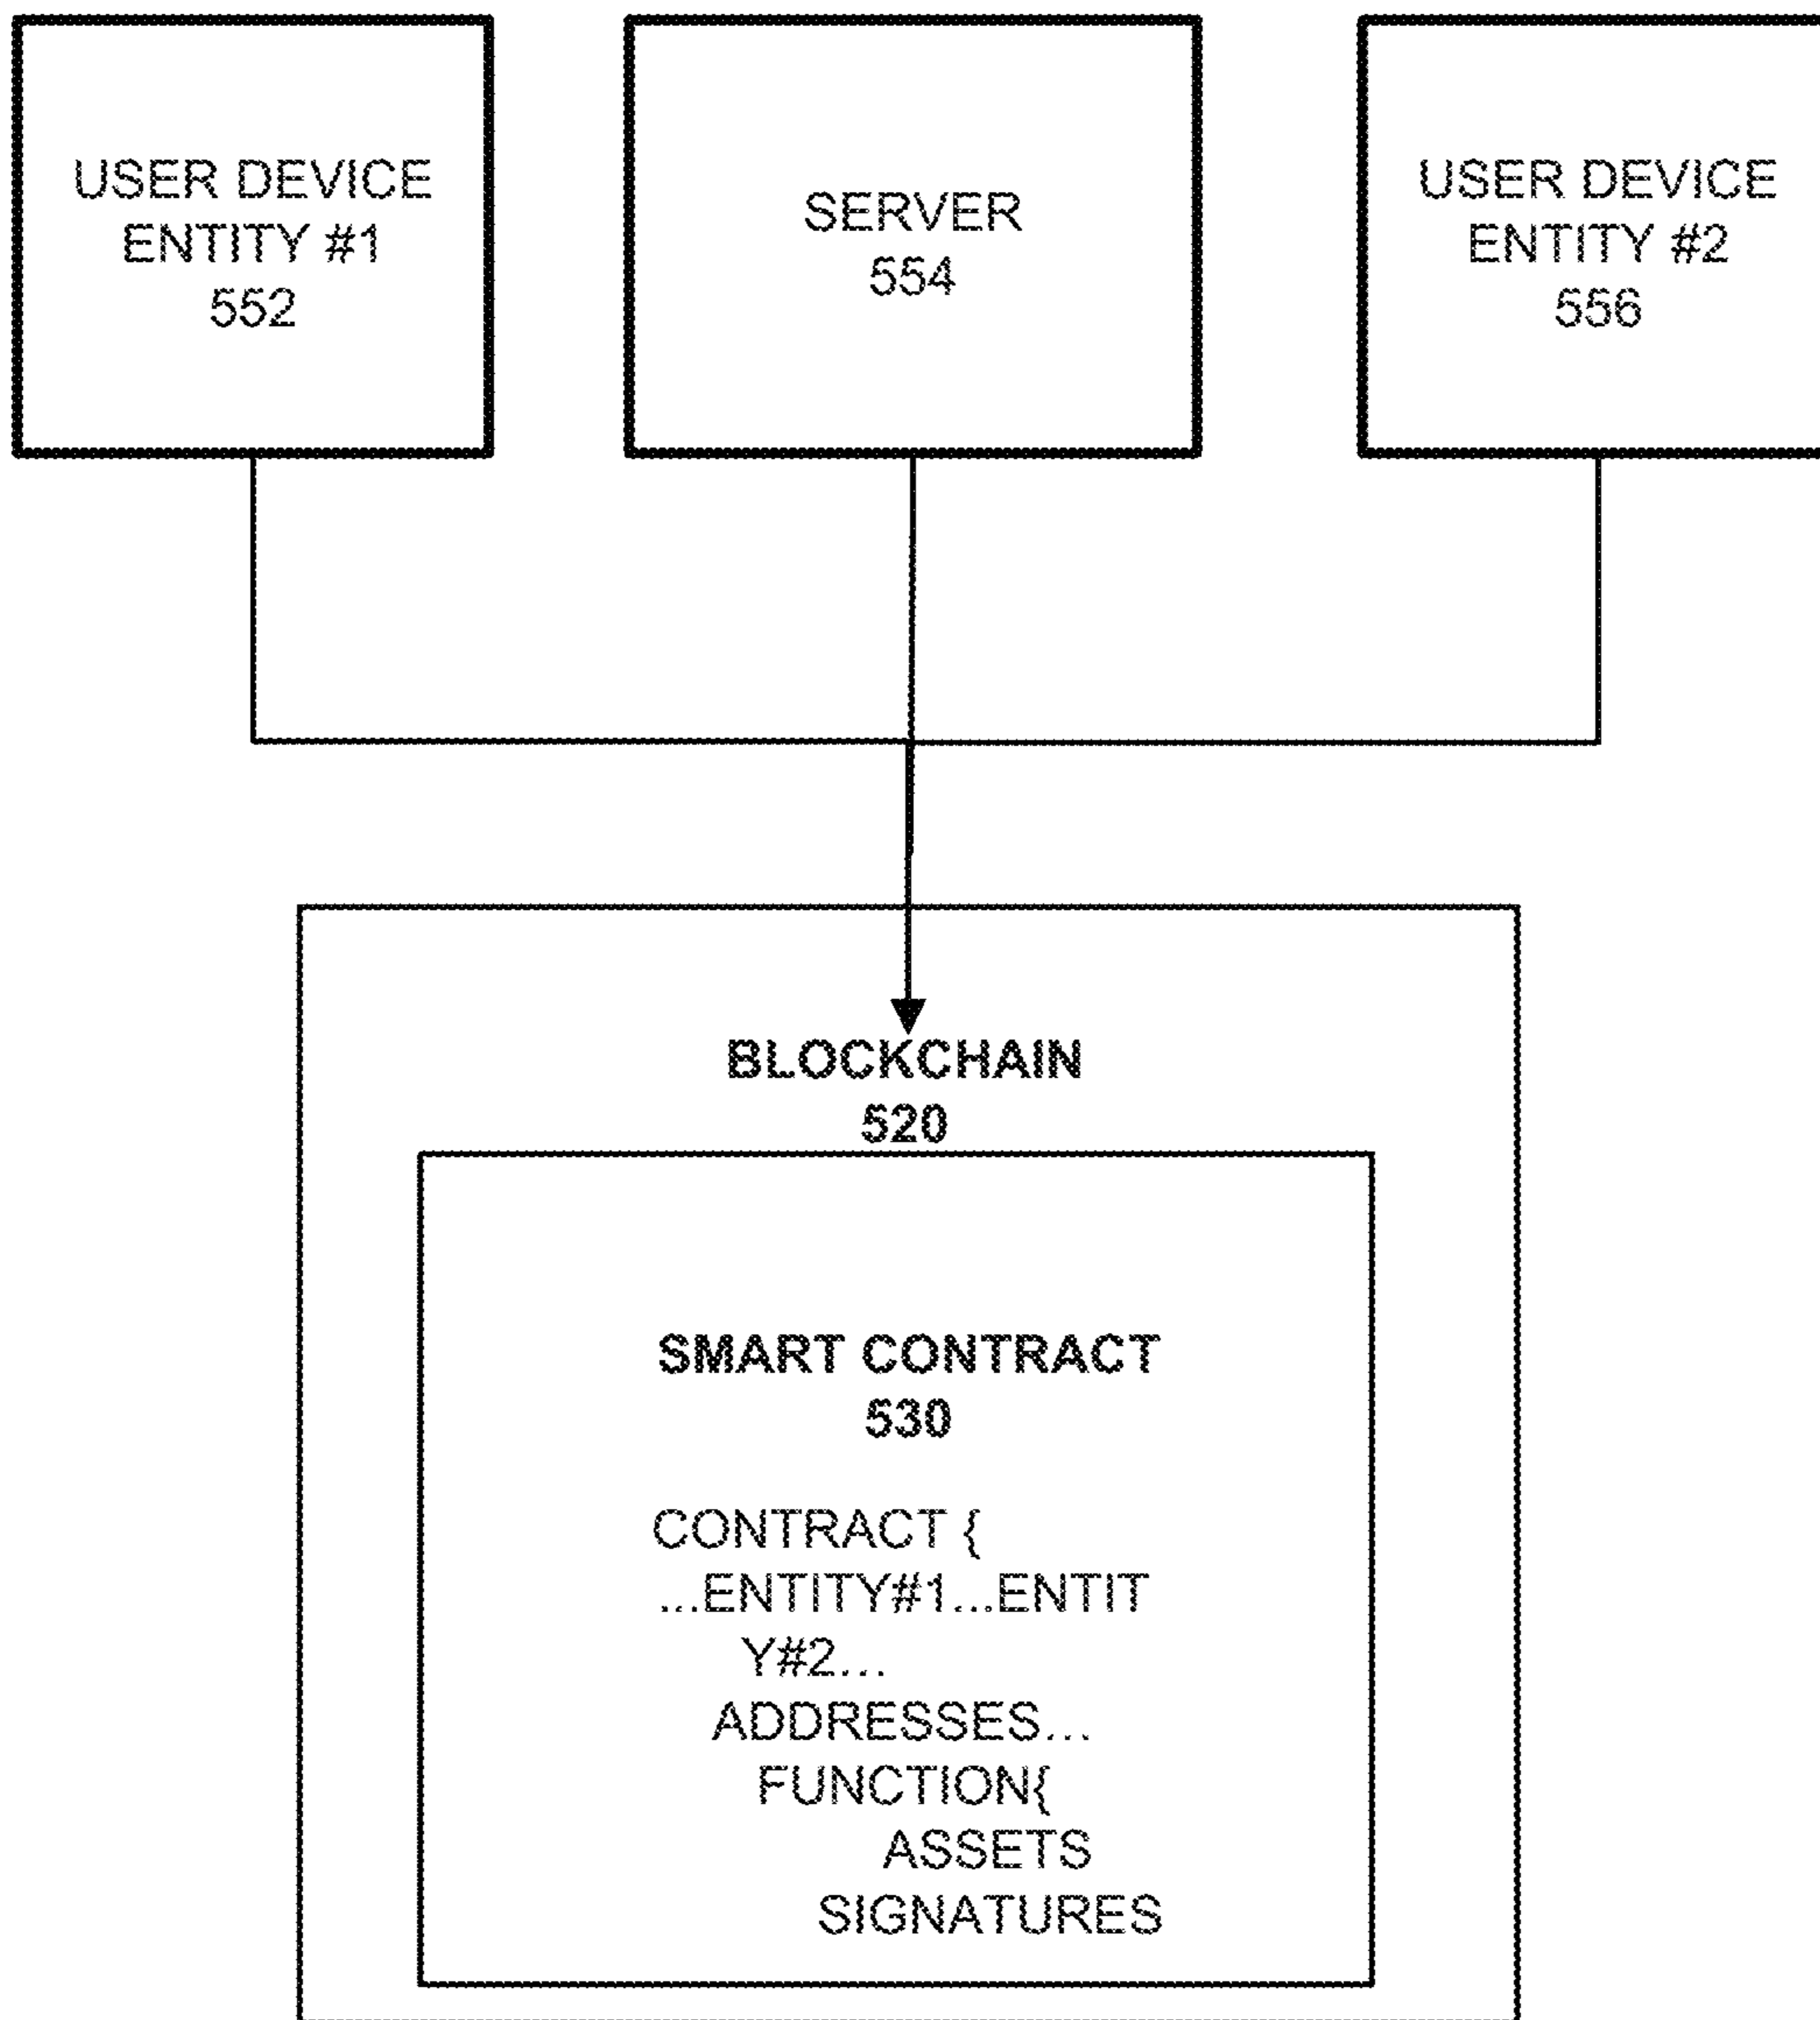 USER DEVICE
ENTITY #1
552
SERVER
554
USER DEVICE
ENTITY #2
556
BLOCKCHAIN
520
SMART CONTRACT
530
CONTRACT {
...ENTITY#1...ENTIT
Y#2...
ADDRESSES...
FUNCTION{
ASSETS
SIGNATURES